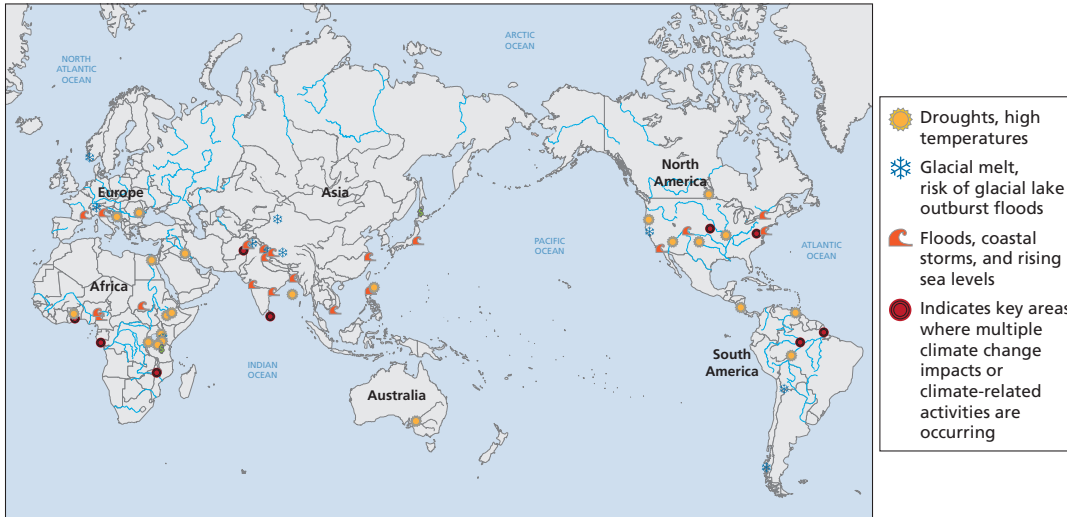 ARCTIC
OCEAN
NORTH
ATLANTIC
OCEAN
North
America
Europe
Asia
PACIFIC
OCEAN
ATLANTIC
OCEAN
Africa
INDIAN
OCEAN
South
America
Australia
Droughts, high
temperatures
Glacial melt,
risk of glacial lake
outburst floods
Floods, coastal
storms, and rising
sea levels
Indicates key areas
where multiple
climate change
impacts or
climate-related
activities are
occurring